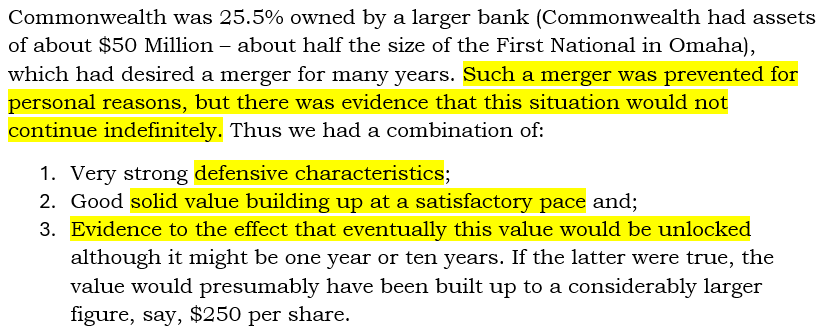 Commonwealth was 25.5% owned by a larger bank (Commonwealth had assets
of about $50 Million – about half the size of the First National in Omaha),
which had desired a merger for many years. Such a merger was prevented for
personal reasons, but there was evidence that this situation would not
continue indefinitely. Thus we had a combination of:
1. Very strong defensive characteristics;
2. Good solid value building up at a satisfactory pace and;
3. Evidence to the effect that eventually this value would be unlocked
although it might be one year or ten years. If the latter were true, the
value would presumably have been built up to a considerably larger
figure, say, $250 per share.